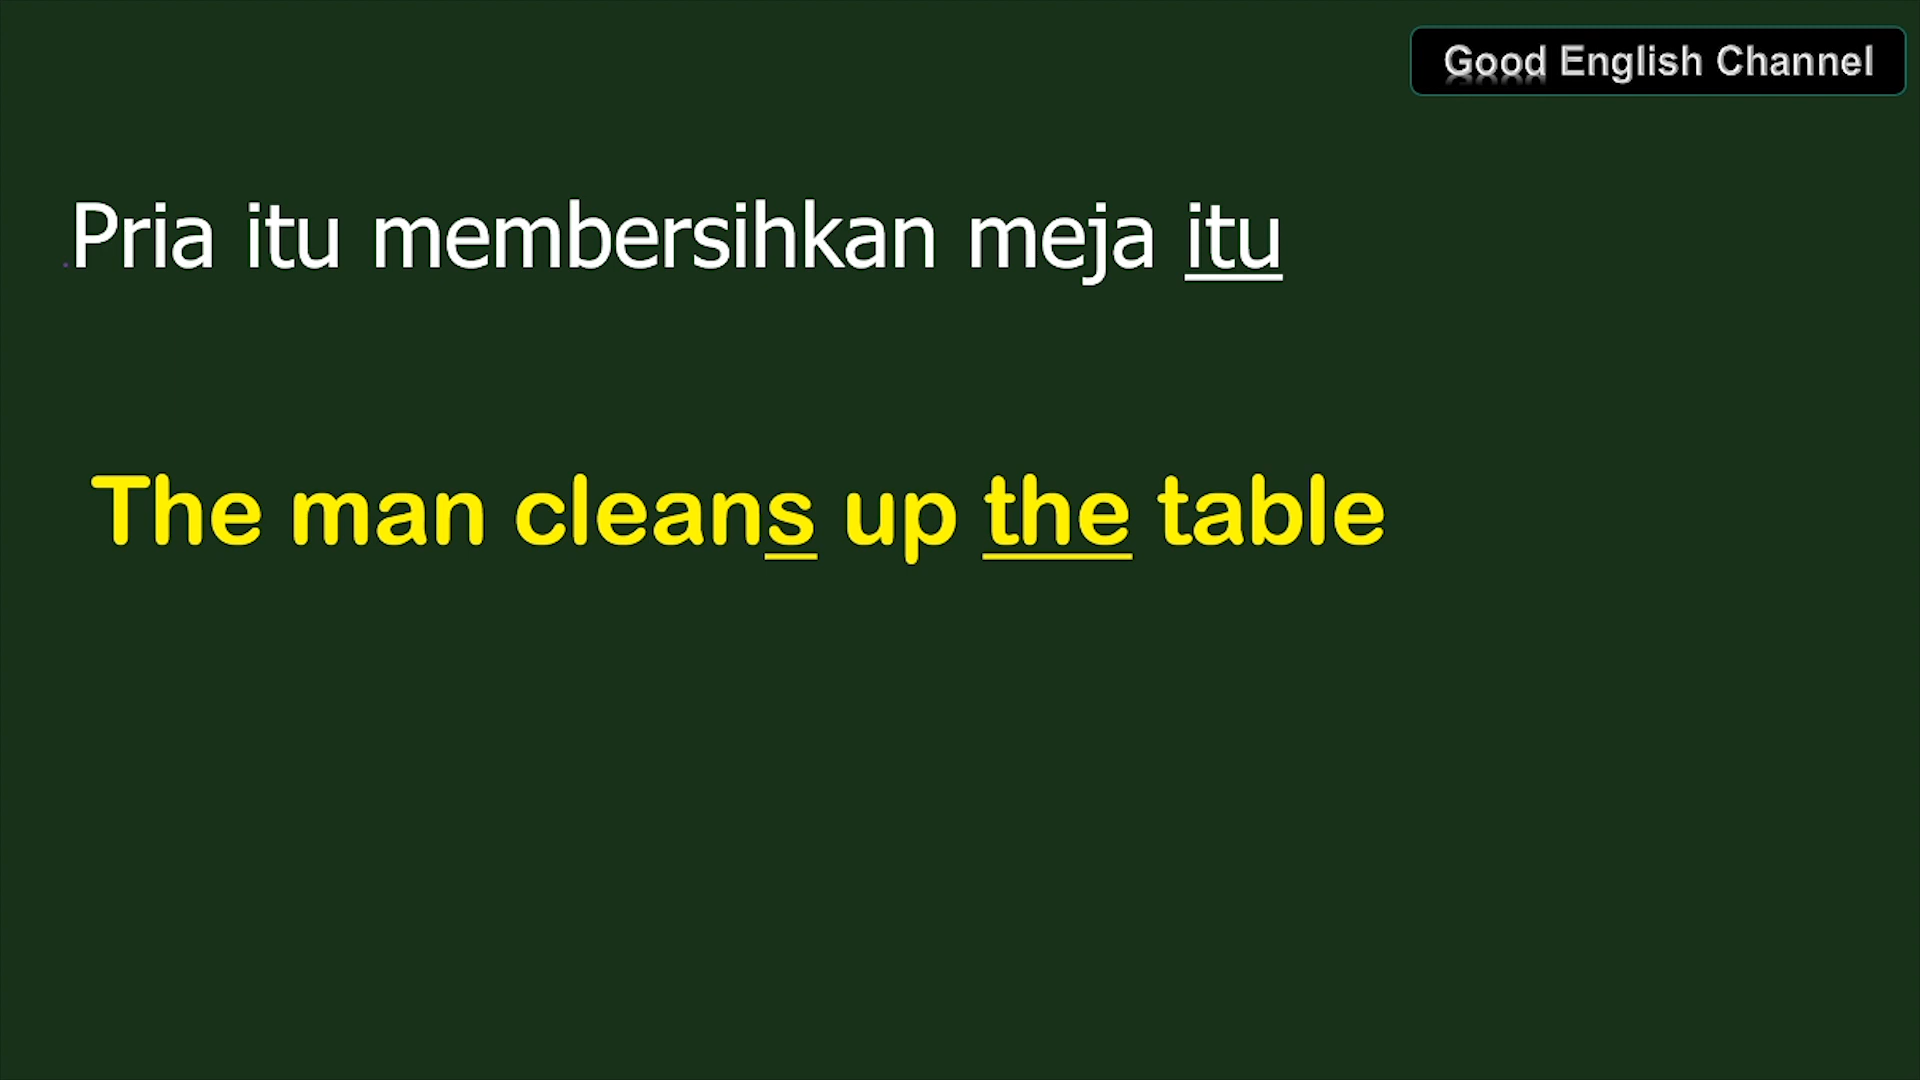 Good English Channel
Pria itu membersihkan meja itu
The man cleans up the table